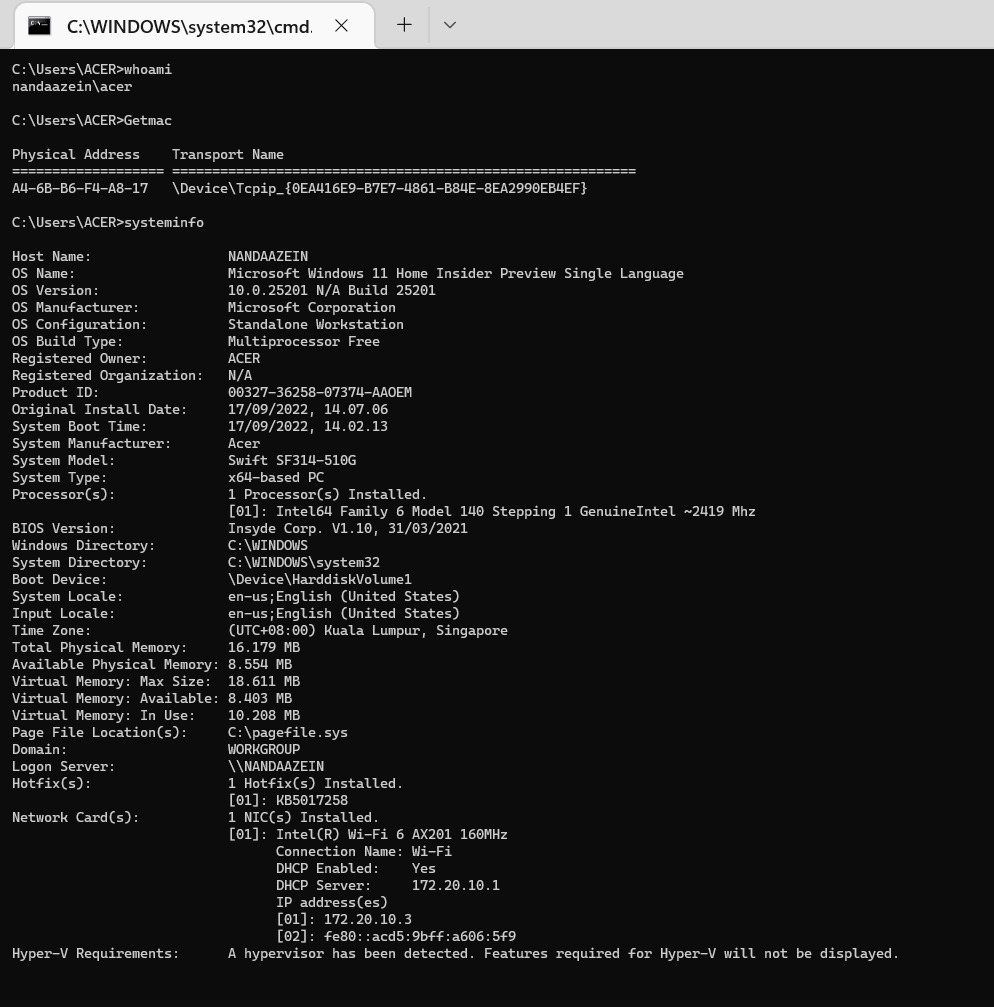 C:\WINDOWS\system32\cmd.
C:\Users\ACER>whoami
nandaazein\acer
C:\Users\ACER>Getmac
Physical Address    Transport Name
=================== ==========================================================
A4-6B-B6-F4-A8-17   \Device\Tcpip_{0EA416E9-B7E7-4861-B84E-8EA2990EB4EF}
C:\Users\ACER>systeminfo
Host Name:                 NANDAAZEIN
OS Name:                   Microsoft Windows 11 Home Insider Preview Single Language
OS Version:                10.0.25201 N/A Build 25201
OS Manufacturer:           Microsoft Corporation
OS Configuration:          Standalone Workstation
OS Build Type:             Multiprocessor Free
Registered Owner:          ACER
Registered Organization:   N/A
Product ID:                00327-36258-07374-AAOEM
Original Install Date:     17/09/2022, 14.07.06
System Boot Time:          17/09/2022, 14.02.13
System Manufacturer:       Acer
System Model:              Swift SF314-510G
System Type:               x64-based PC
Processor(s):              1 Processor(s) Installed.
                           [01]: Intel64 Family 6 Model 140 Stepping 1 GenuineIntel ~2419 Mhz
BIOS Version:              Insyde Corp. V1.10, 31/03/2021
Windows Directory:         C:\WINDOWS
System Directory:          C:\WINDOWS\system32
Boot Device:               \Device\HarddiskVolume1
System Locale:             en-us;English (United States)
Input Locale:              en-us;English (United States)
Time Zone:                 (UTC+08:00) Kuala Lumpur, Singapore
Total Physical Memory:     16.179 MB
Available Physical Memory: 8.554 MB
Virtual Memory: Max Size:  18.611 MB
Virtual Memory: Available: 8.403 MB
Virtual Memory: In Use:    10.208 MB
Page File Location(s):     C:\pagefile.sys
Domain:                    WORKGROUP
Logon Server:              \\NANDAAZEIN
Hotfix(s):                 1 Hotfix(s) Installed.
                           [01]: KB5017258
Network Card(s):           1 NIC(s) Installed.
                           [01]: Intel(R) Wi-Fi 6 AX201 160MHz
                                 Connection Name: Wi-Fi
                                 DHCP Enabled:    Yes
                                 DHCP Server:     172.20.10.1
                                 IP address(es)
                                 [01]: 172.20.10.3
                                 [02]: fe80::acd5:9bff:a606:5f9
Hyper-V Requirements:      A hypervisor has been detected. Features required for Hyper-V will not be displayed.